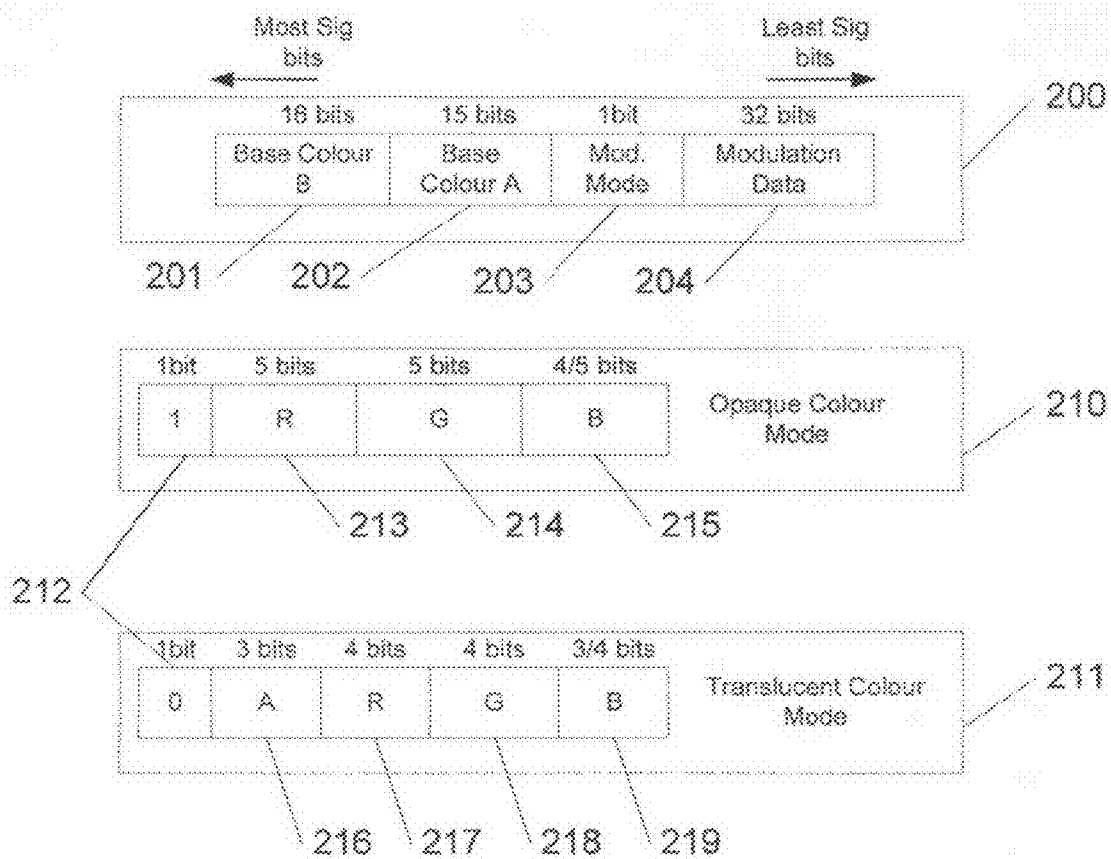 Most Sig
bits
Least Sig
bits
200
16 bits
15 bits
1bit
32 bits
Base Colour
B
Base
Colour A
Mod.
Mode
Modulation
Data
201
202
203
204
1bit
5 bits
5 bits
4/5 bits
1
R
G
B
Opaque Colour
Mode
210
213
214
215
212
1bit
3 bits
4 bits
4 bits
3/4 bits
0
A
R
G
B
Translucent Colour
Mode
211
216
217
218
219